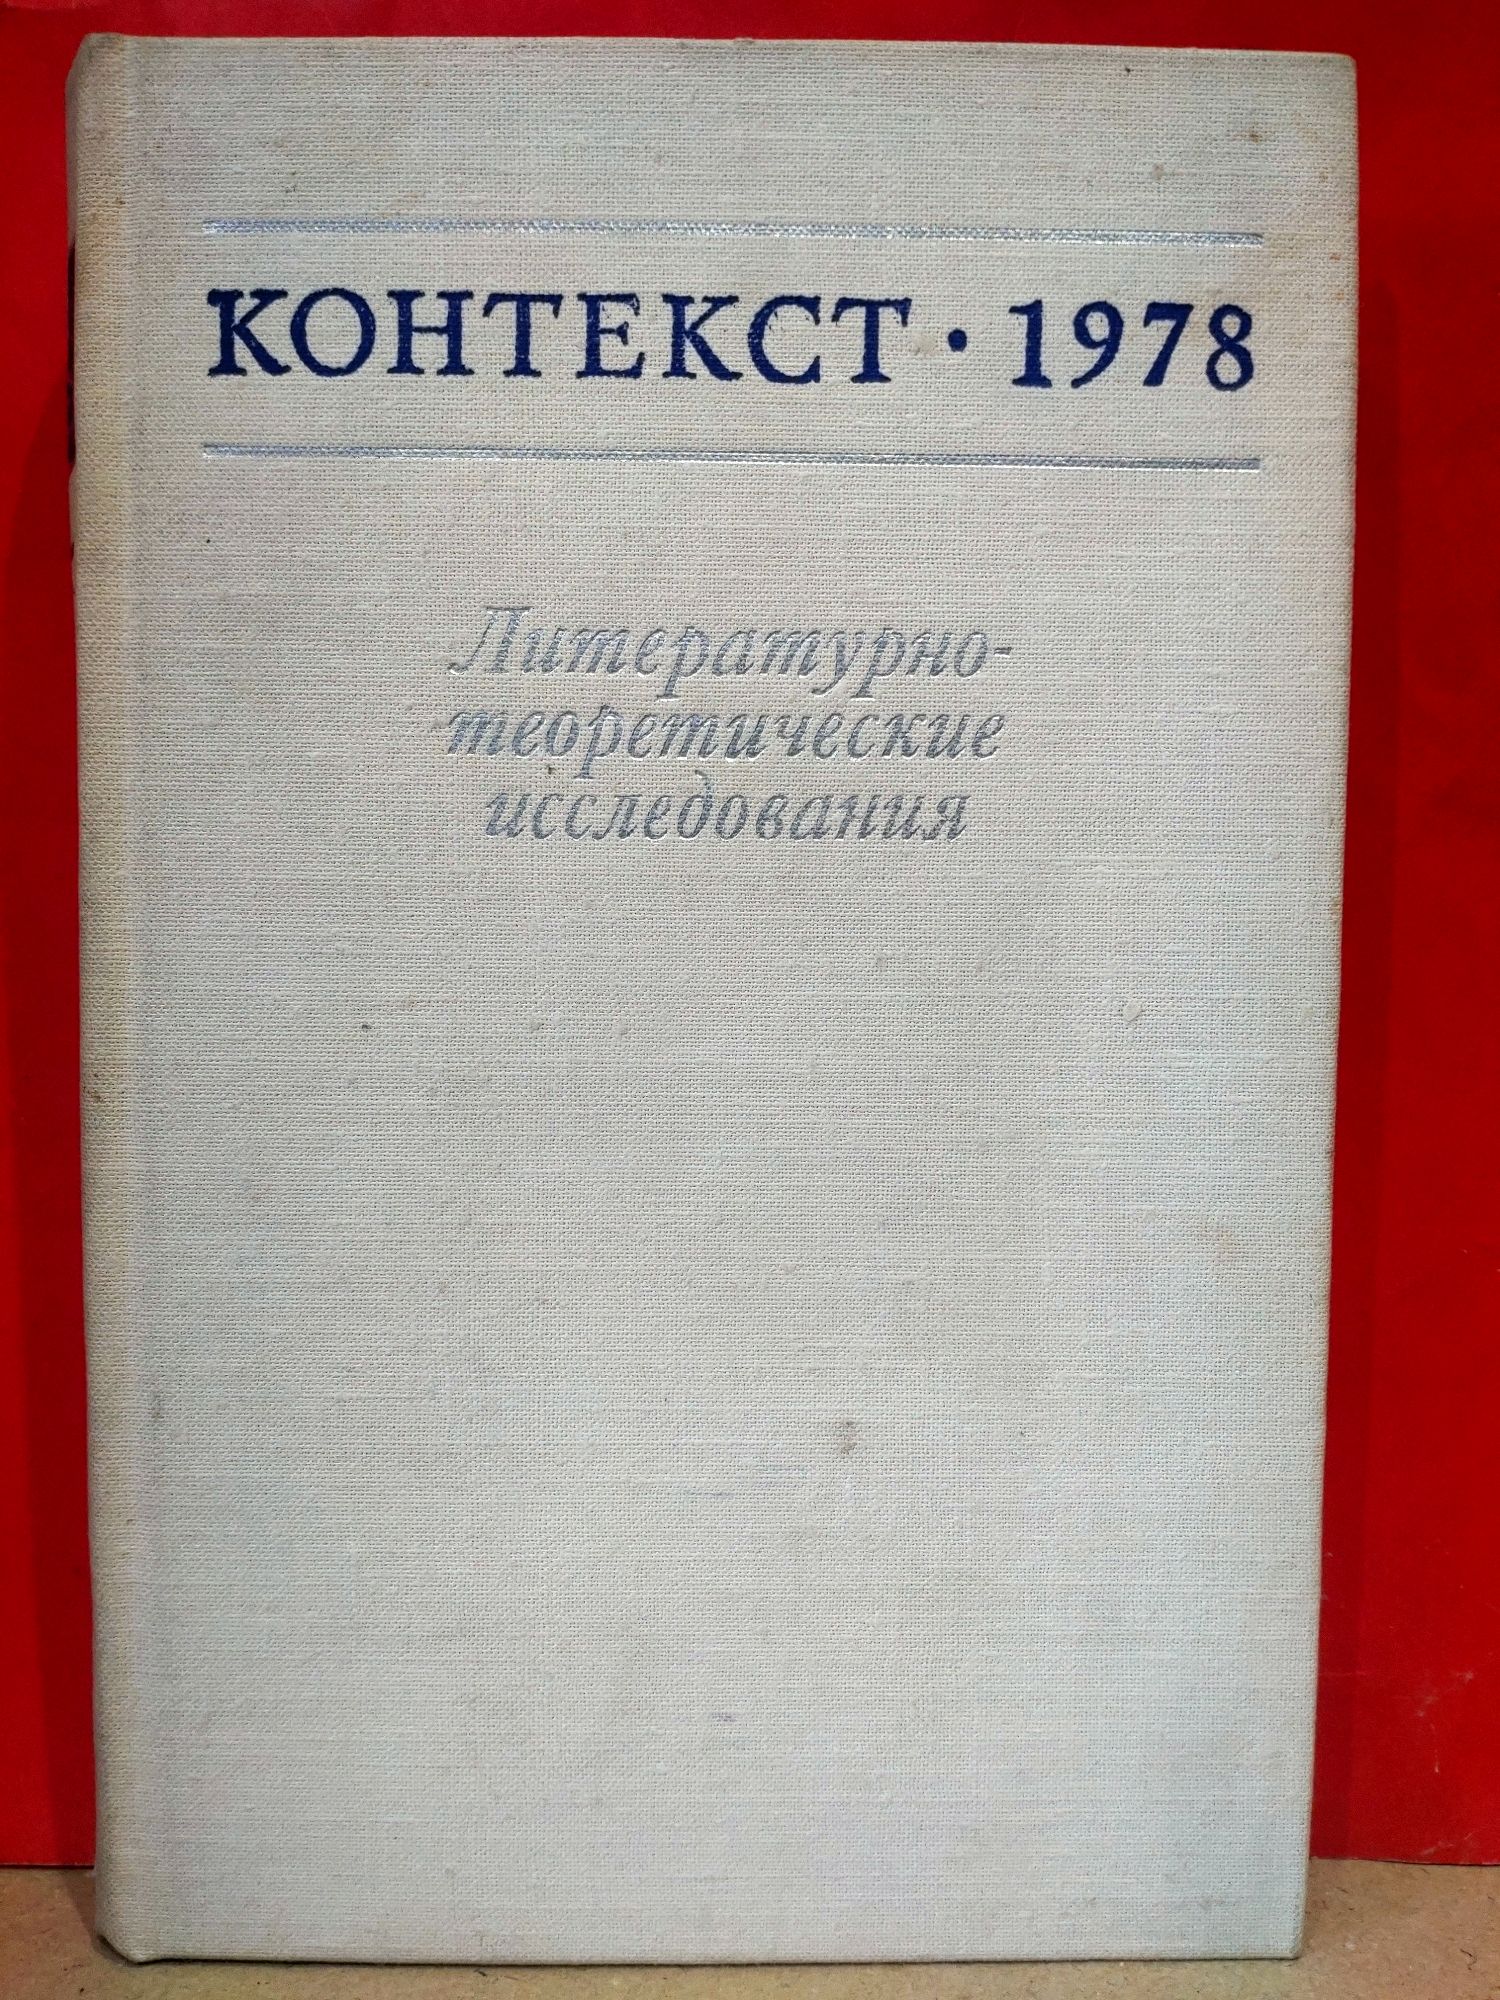 КОНТЕКСТ · 1978
Литературно-
теоретические
исследования